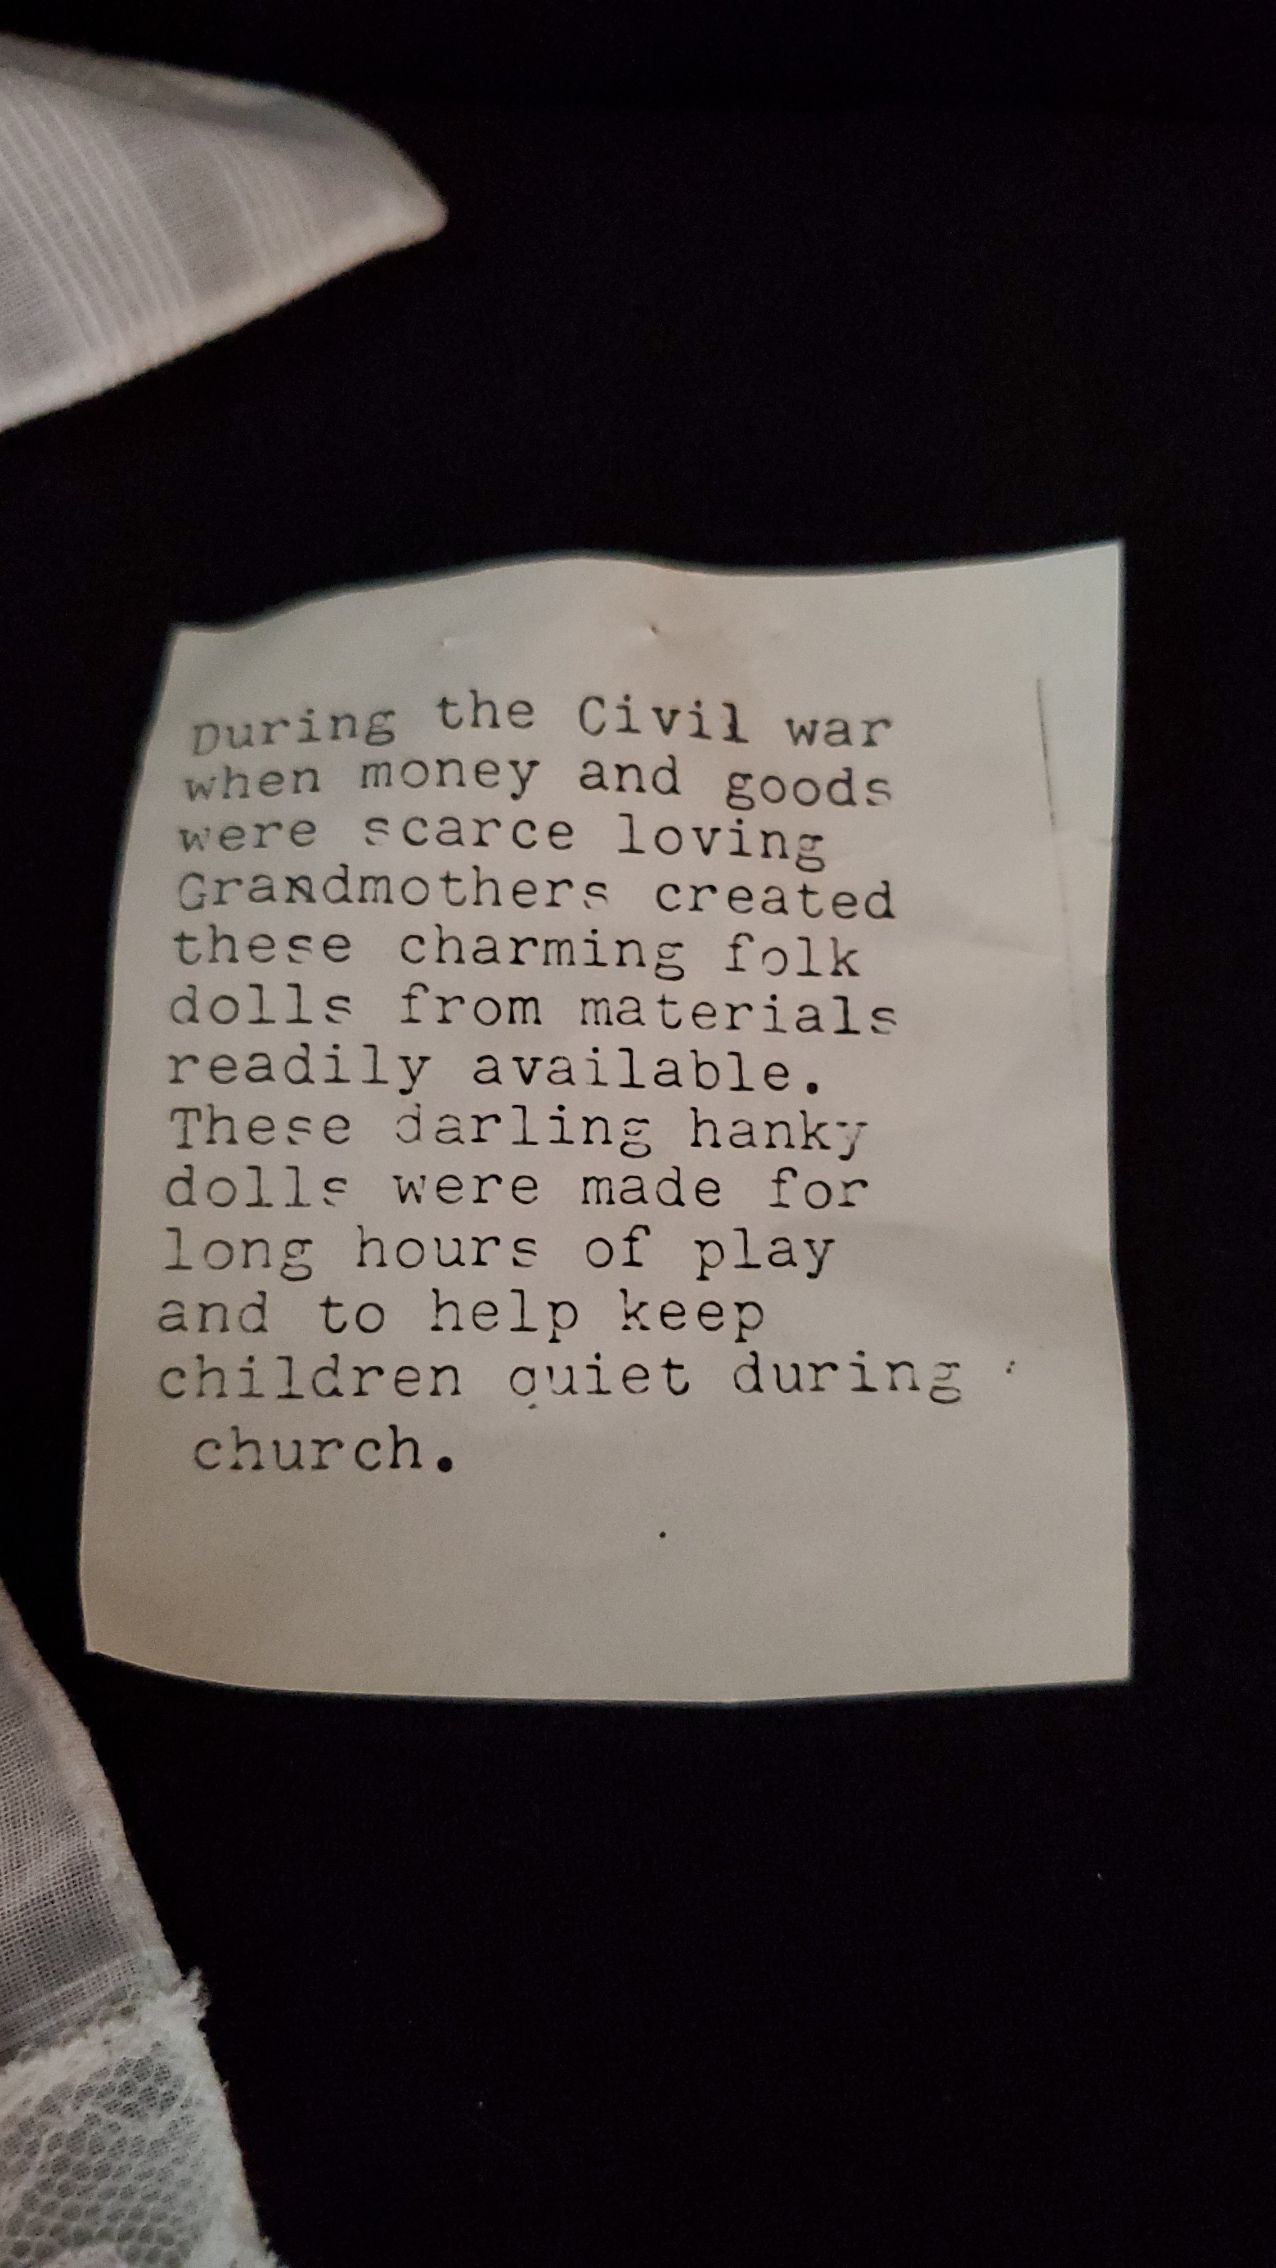 During the Civil war
when money and goods
were scarce loving
Grandmothers created
these charming folk
dolls from materials
readily available.
These darling hanky
dolls were made for
long hours of play
and to help keep
children quiet during
church.